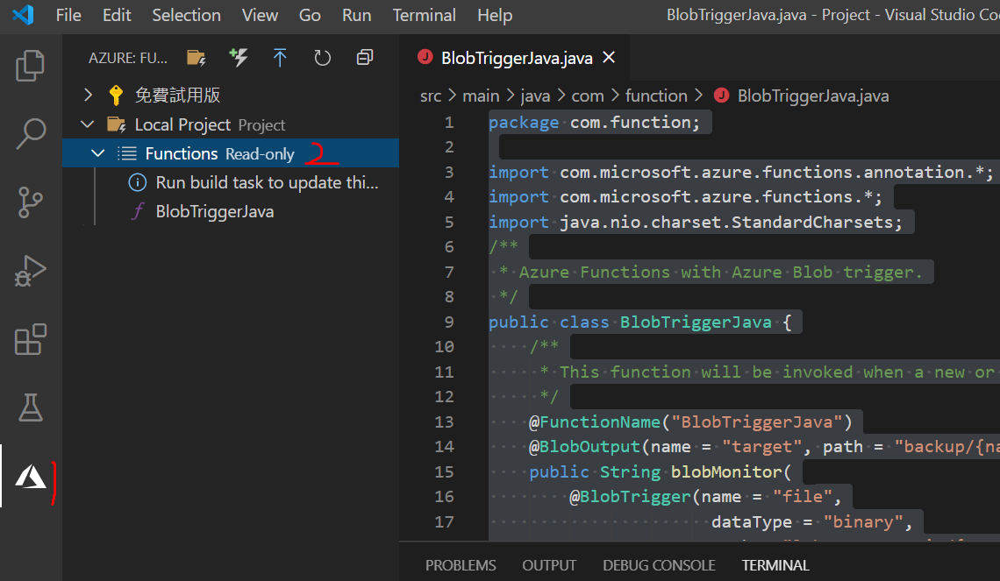 File Edit Selection View Go Run Terminal Help BlobTriggerJava.java - Project - Visual Studio Co
AZURE: FU...
免費試用版
Local Project Project
Functions Read-only 2
Run build task to update thi...
BlobTriggerJava
1
BlobTriggerJava.java
src > main > java > com > function > BlobTriggerJava.java
1 package com.function;
2
3 import com.microsoft.azure.functions.annotation.*;
4 import com.microsoft.azure.functions.*;
5 import java.nio.charset.StandardCharsets;
6 /**
7 * Azure Functions with Azure Blob trigger.
8 */
9 public class BlobTriggerJava {
10 /**
11 * This function will be invoked when a new or
12 */
13 @FunctionName("BlobTriggerJava")
14 @BlobOutput(name = "target", path = "backup/{na
15 public String blobMonitor(
16 @BlobTrigger(name = "file",
17 dataType = "binary",
PROBLEMS OUTPUT DEBUG CONSOLE TERMINAL